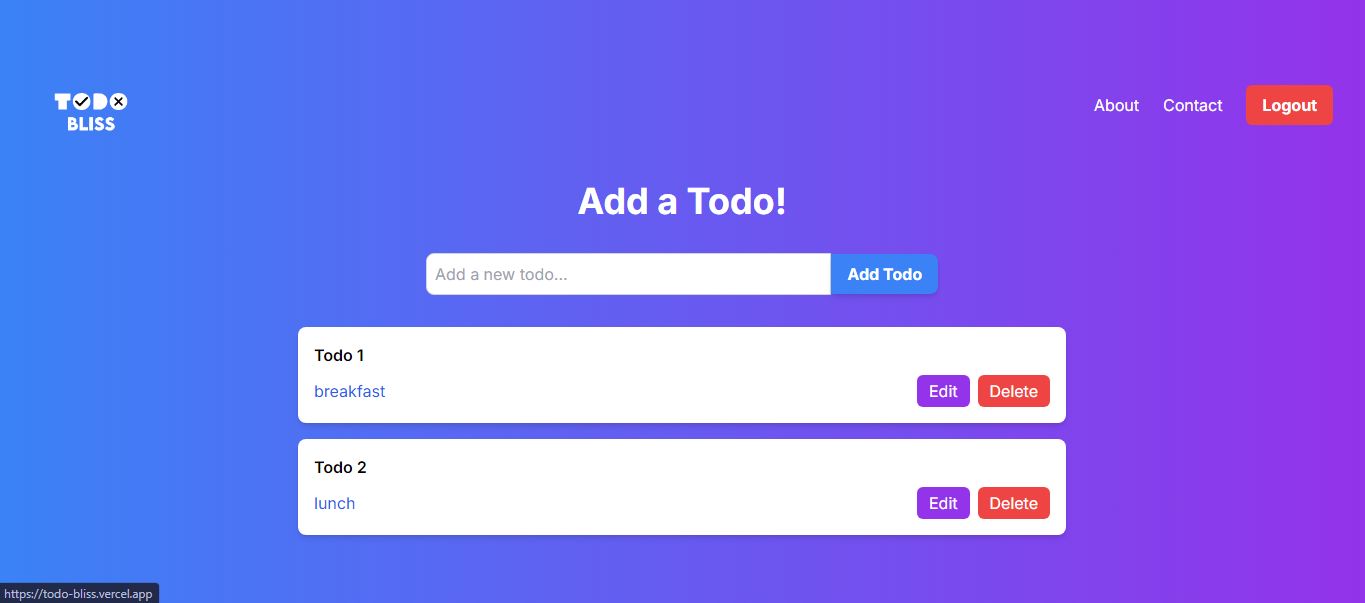 TODO
BLISS
About Contact Logout
Add a Todo!
Add a new todo... Add Todo
Todo 1
breakfast Edit Delete
Todo 2
lunch Edit Delete
https://todo-bliss.vercel.app